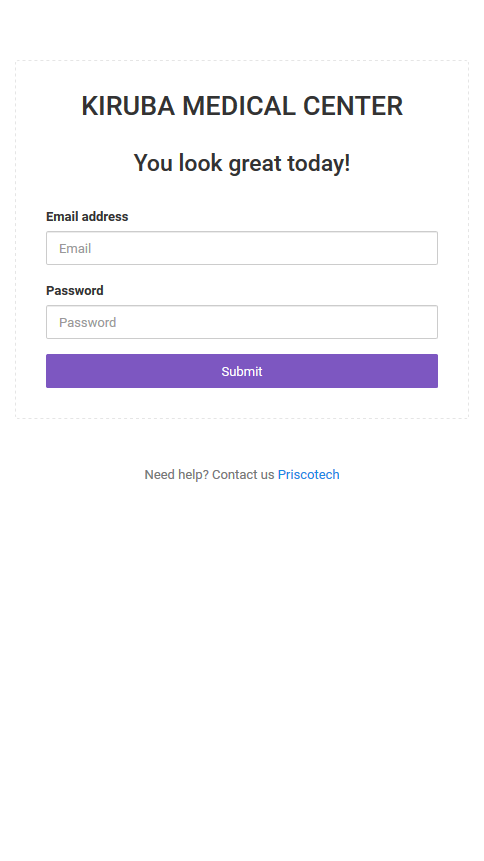 KIRUBA MEDICAL CENTER
You look great today!
Email address
Email
Password
Password
Submit
Need help? Contact us Priscotech